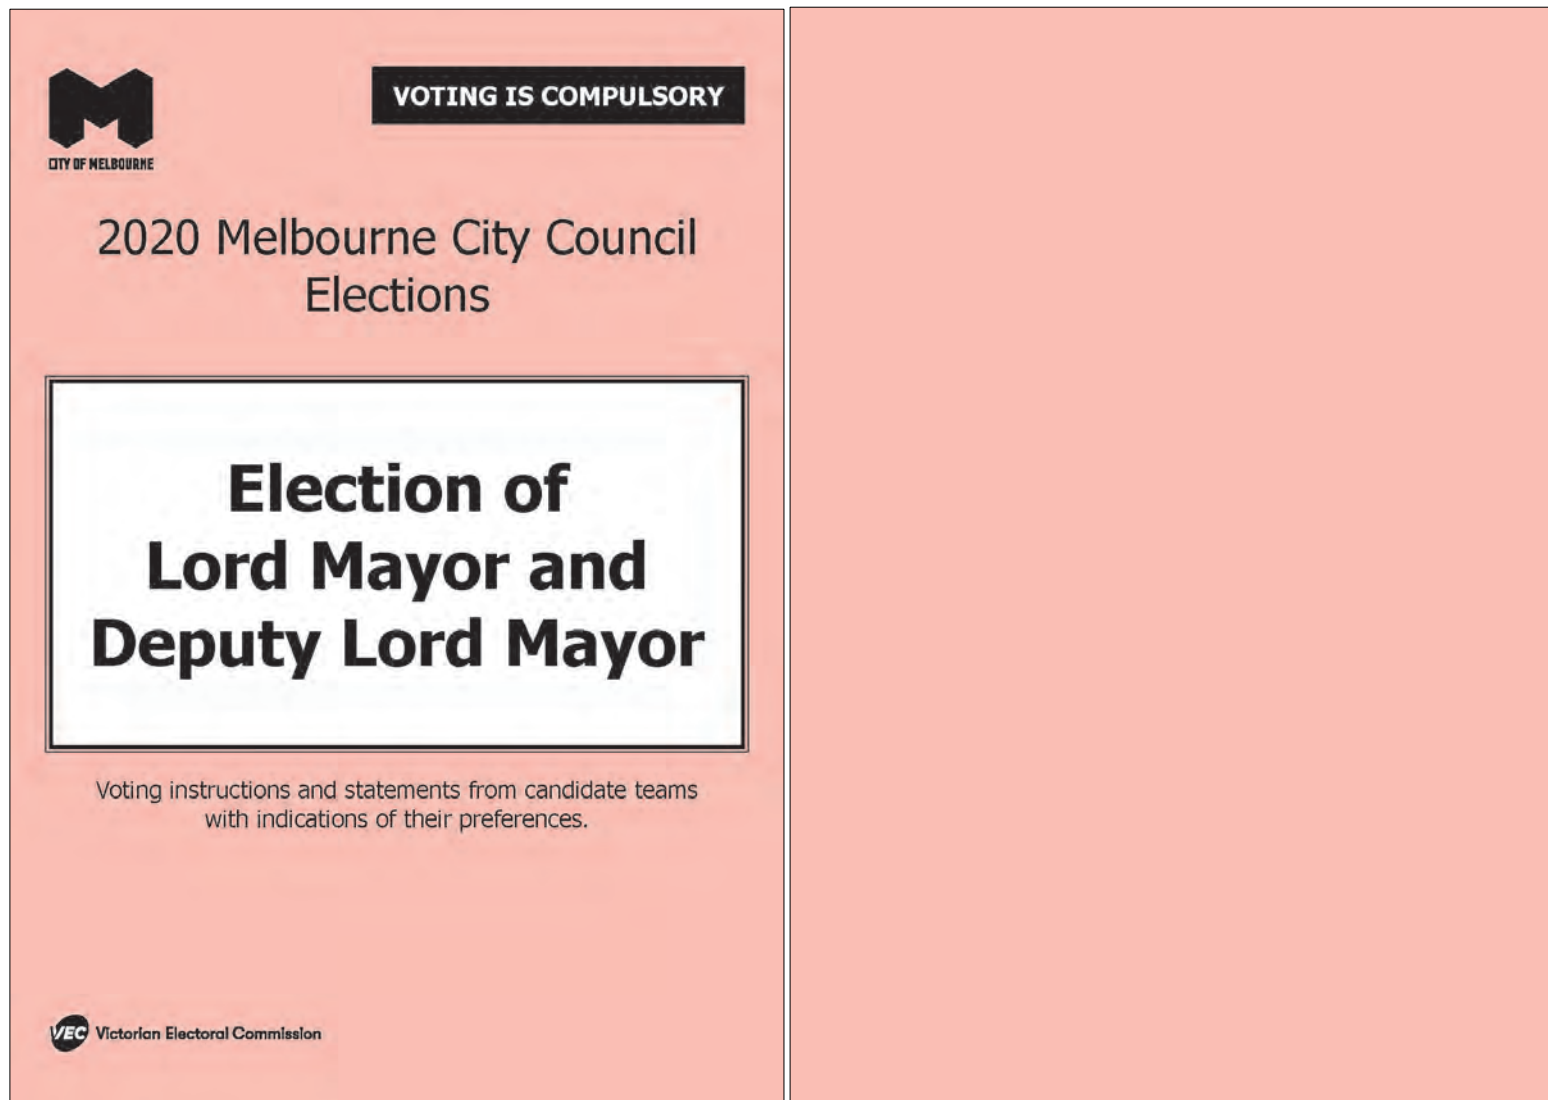 CITY OF MELBOURNE
VOTING IS COMPULSORY
2020 Melbourne City Council
Elections
Election of
Lord Mayor and
Deputy Lord Mayor
Voting instructions and statements from candidate teams
with indications of their preferences.
VEC Victorian Electoral Commission